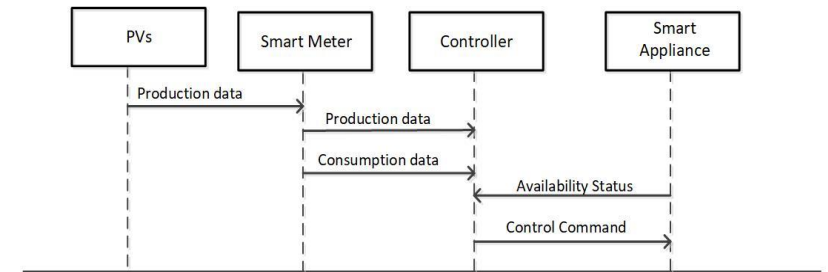 PVs
Smart Meter
Controller
Smart
Appliance
Production data
Production data
Consumption data
Availability Status
Control Command